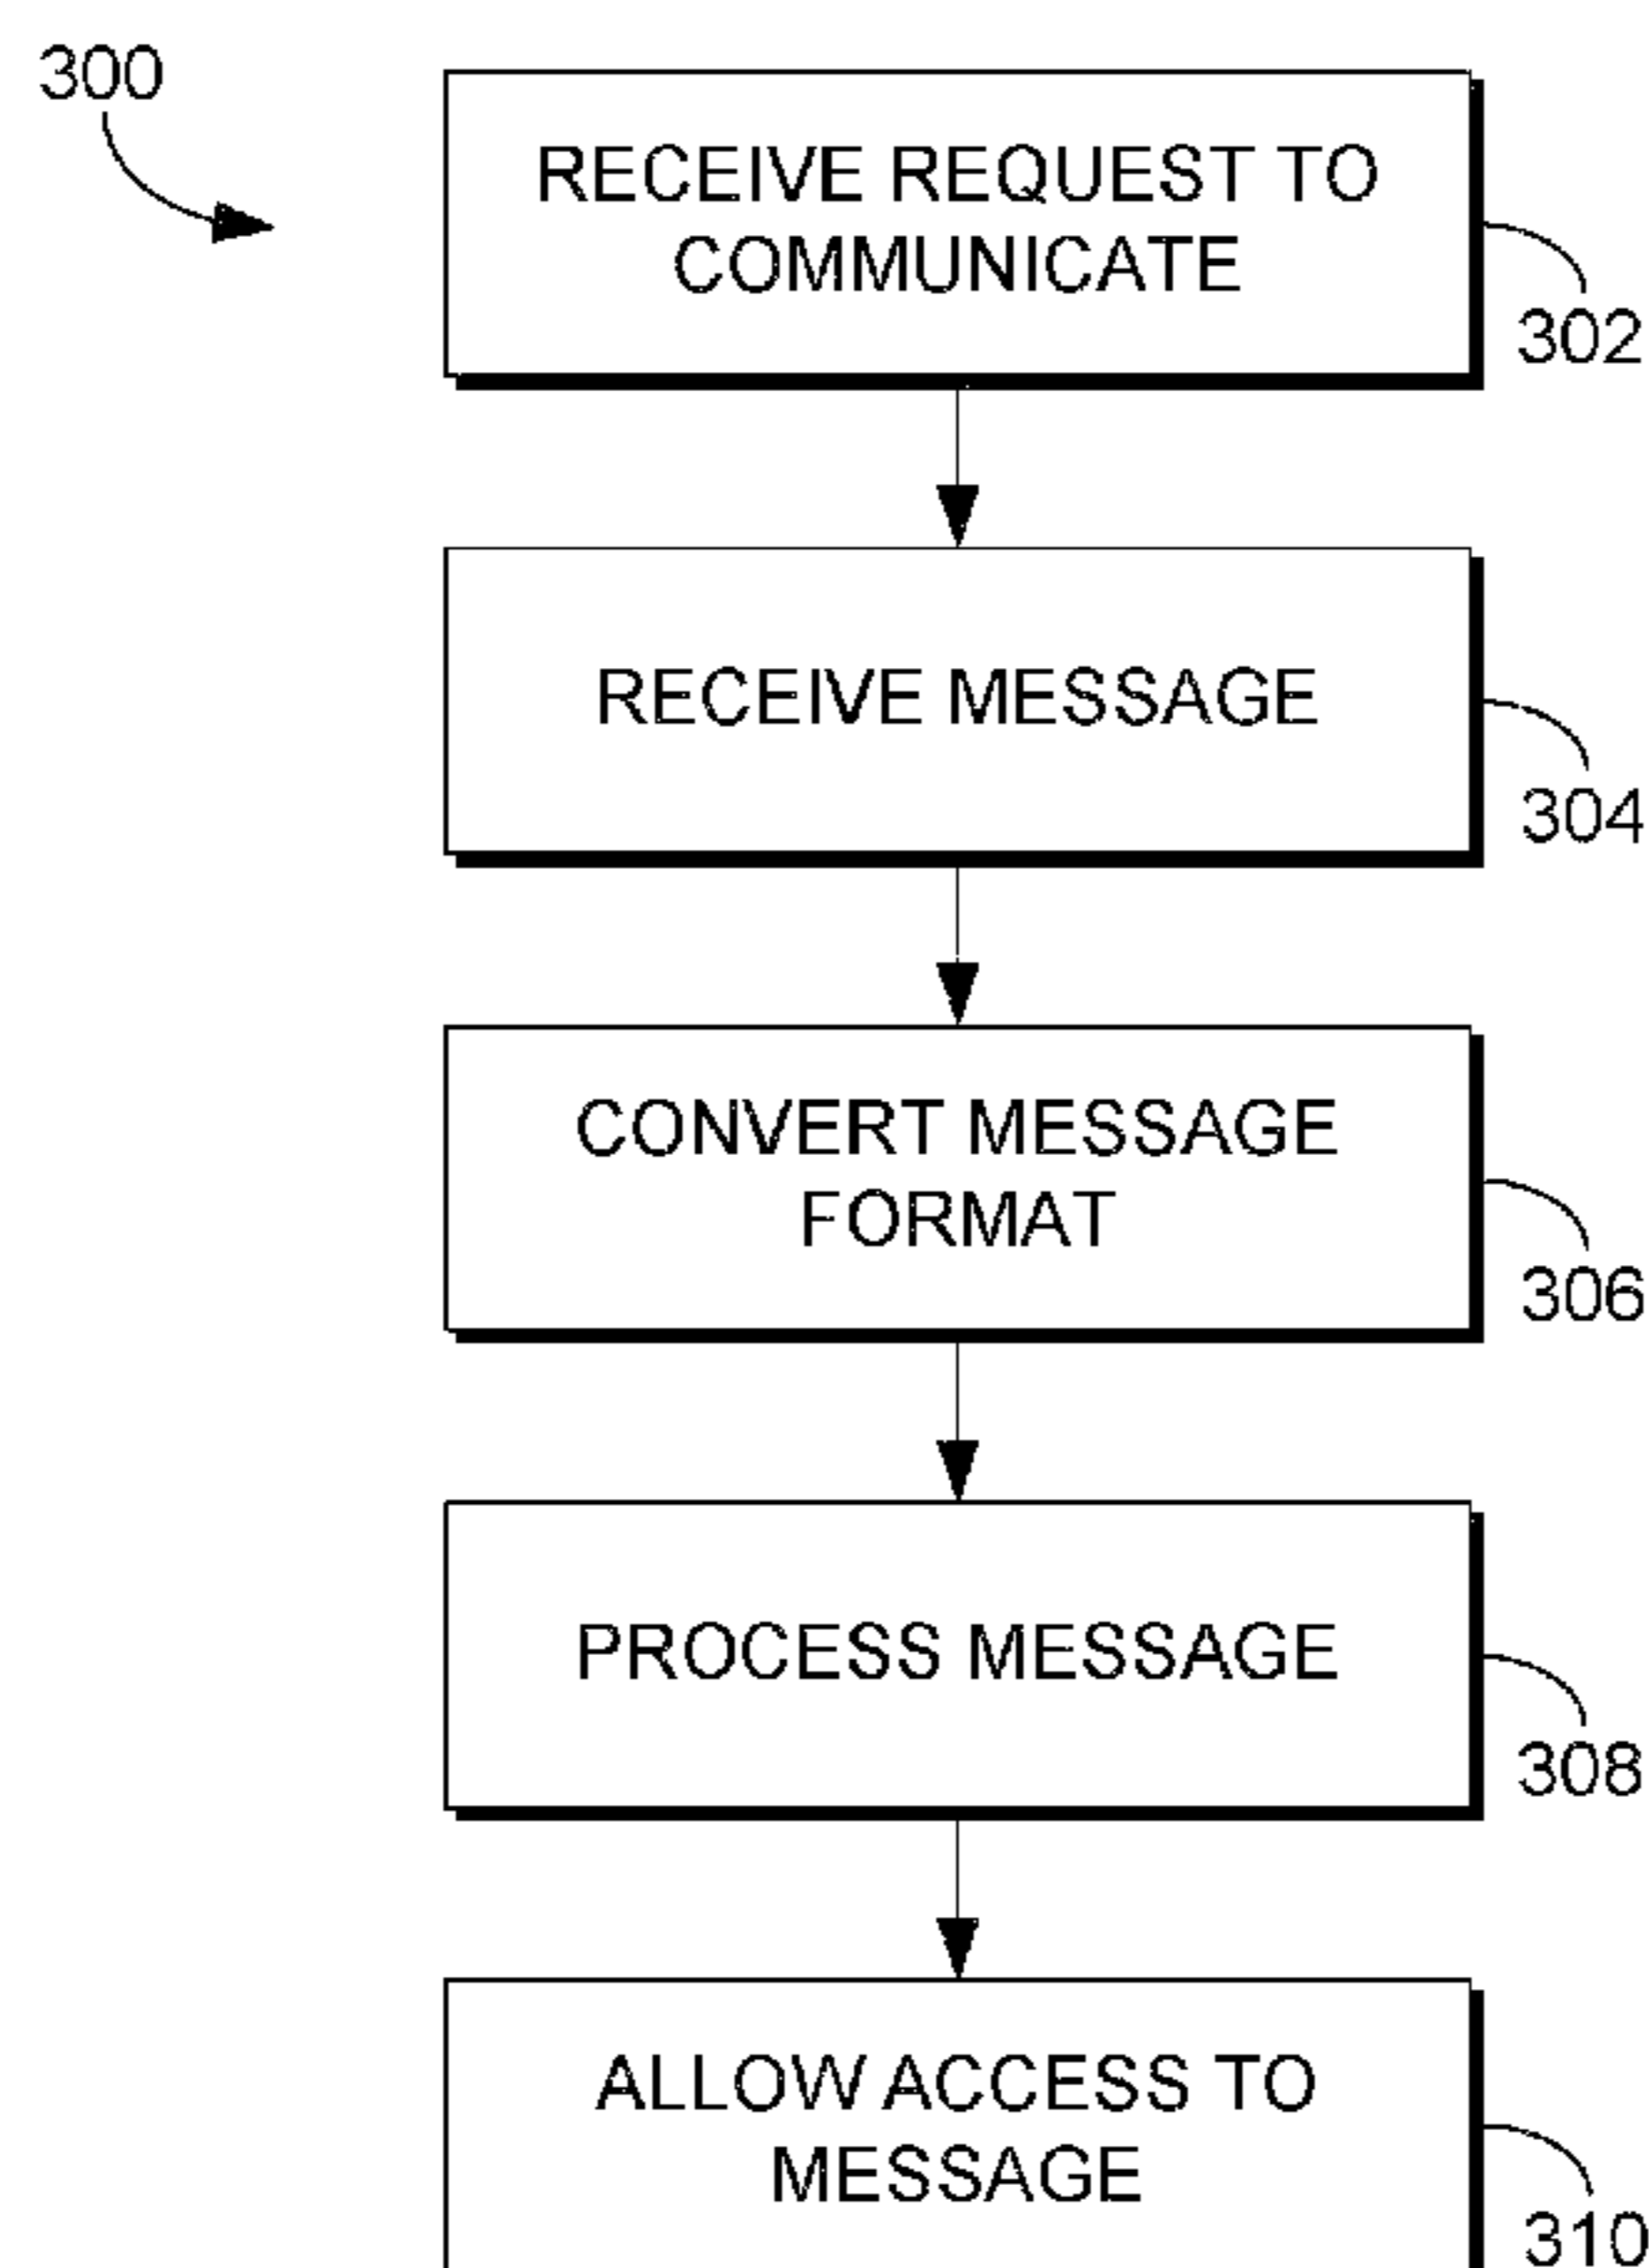 300
RECEIVE REQUEST TO
COMMUNICATE
302
RECEIVE MESSAGE
304
CONVERT MESSAGE
FORMAT
306
PROCESS MESSAGE
308
ALLOW ACCESS TO
MESSAGE
310